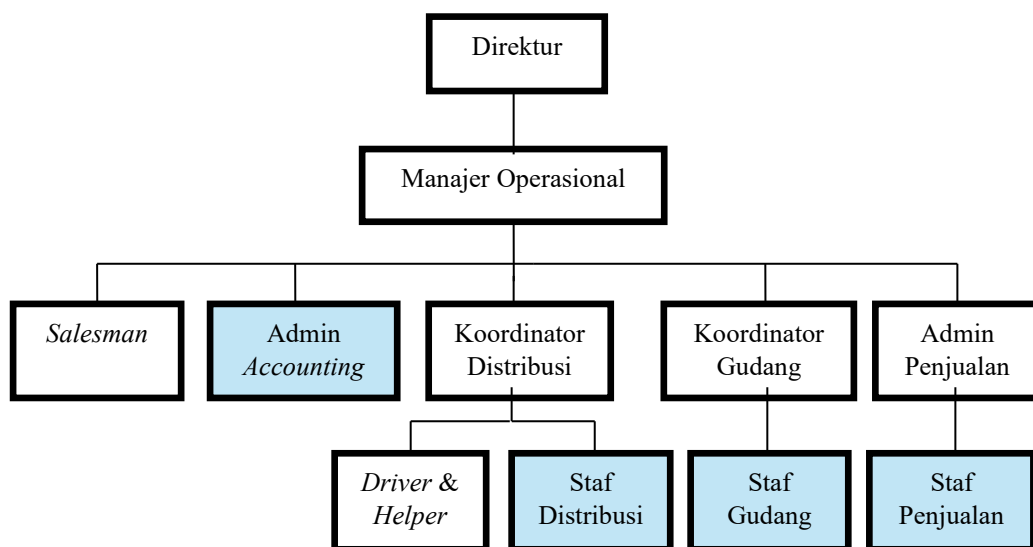 Direktur
Manajer Operasional
Salesman
Admin
Accounting
Koordinator
Distribusi
Koordinator
Gudang
Admin
Penjualan
Driver &
Helper
Staf
Distribusi
Staf
Gudang
Staf
Penjualan